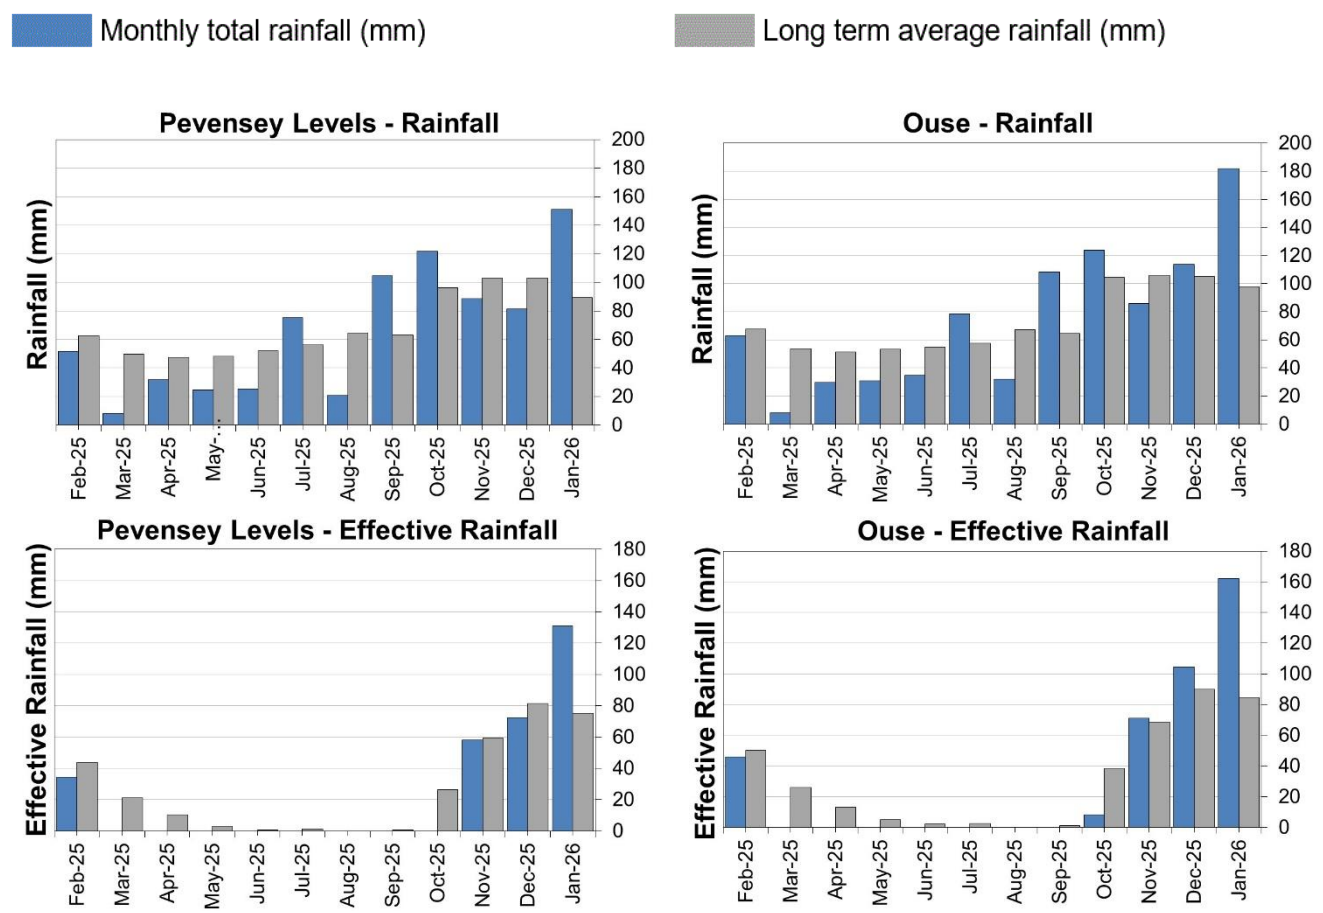 Monthly total rainfall (mm)
Long term average rainfall (mm)
Pevensey Levels - Rainfall
Rainfall (mm)
200
180
160
140
120
100
80
60
40
20
0
Feb-25
Mar-25
Apr-25
May-...
Jun-25
Jul-25
Aug-25
Sep-25
Oct-25
Nov-25
Dec-25
Jan-26
Ouse - Rainfall
Rainfall (mm)
200
180
160
140
120
100
80
60
40
20
0
Feb-25
Mar-25
Apr-25
May-25
Jun-25
Jul-25
Aug-25
Sep-25
Oct-25
Nov-25
Dec-25
Jan-26
Pevensey Levels - Effective Rainfall
Effective Rainfall (mm)
180
160
140
120
100
80
60
40
20
0
Feb-25
Mar-25
Apr-25
May-25
Jun-25
Jul-25
Aug-25
Sep-25
Oct-25
Nov-25
Dec-25
Jan-26
Ouse - Effective Rainfall
Effective Rainfall (mm)
180
160
140
120
100
80
60
40
20
0
Feb-25
Mar-25
Apr-25
May-25
Jun-25
Jul-25
Aug-25
Sep-25
Oct-25
Nov-25
Dec-25
Jan-26